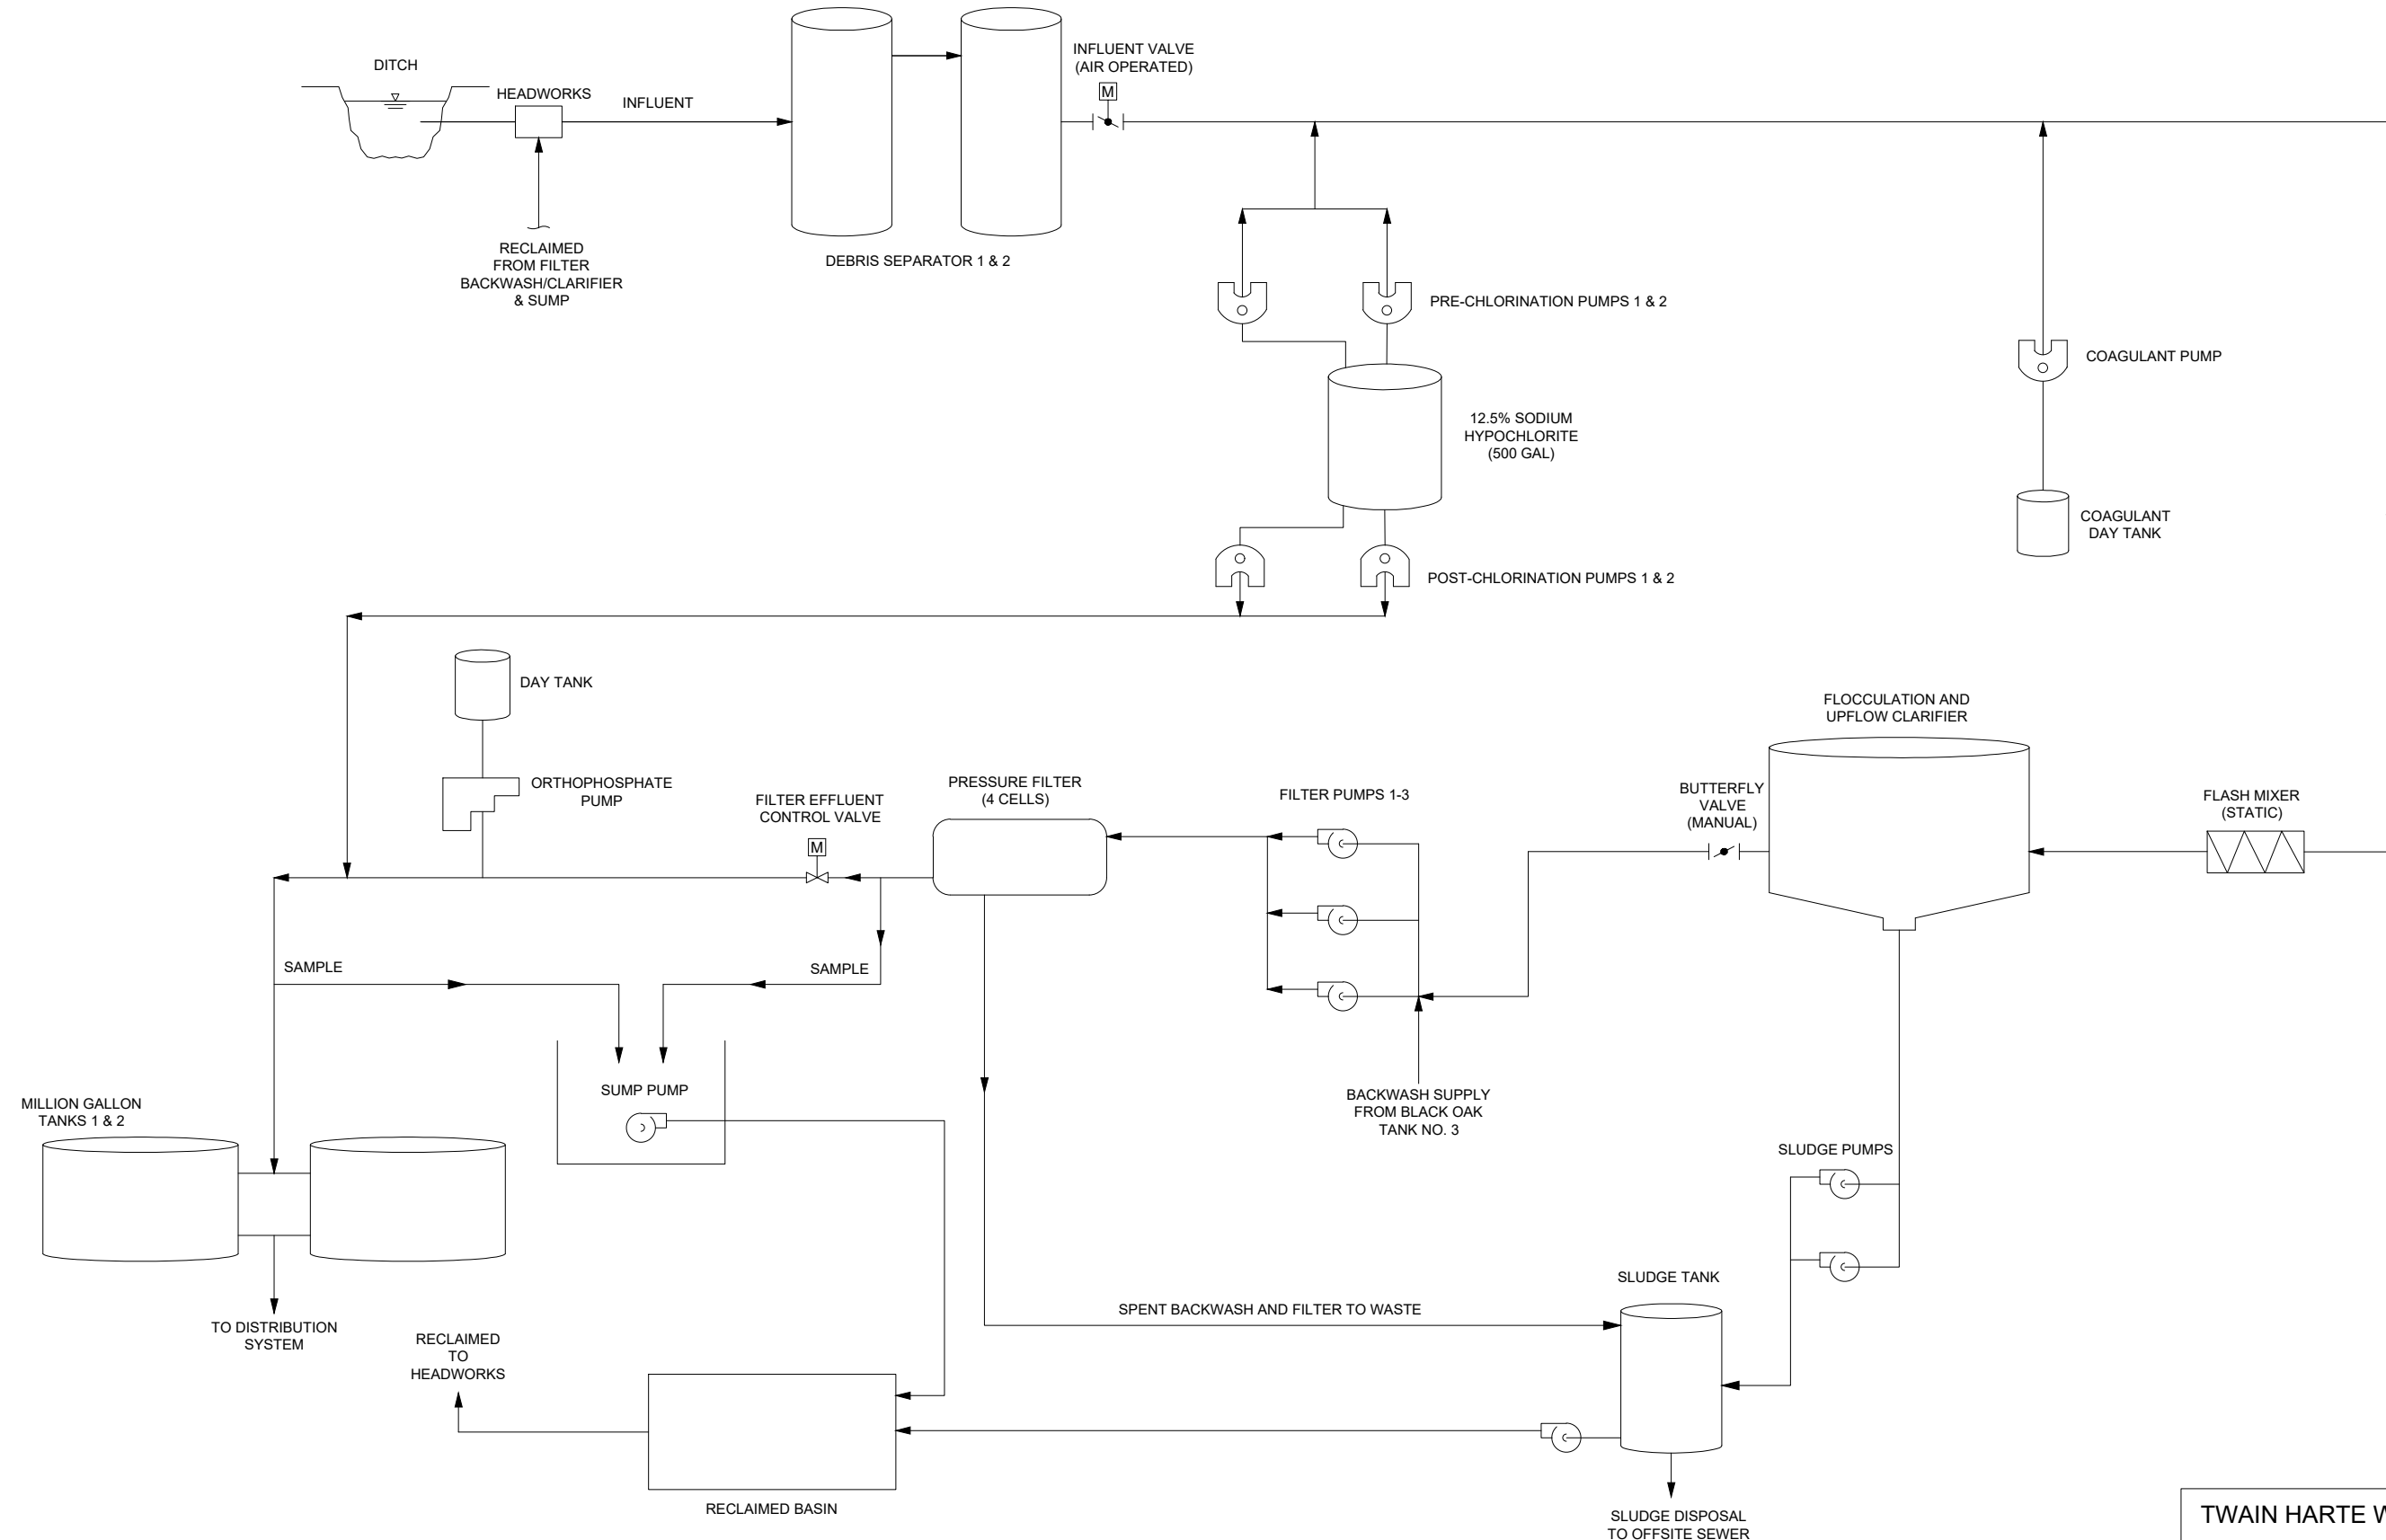 DITCH
HEADWORKS
INFLUENT
INFLUENT VALVE
(AIR OPERATED)
M
RECLAIMED
FROM FILTER
BACKWASH/CLARIFIER
& SUMP
DEBRIS SEPARATOR 1 & 2
PRE-CHLORINATION PUMPS 1 & 2
COAGULANT PUMP
12.5% SODIUM
HYPOCHLORITE
(500 GAL)
COAGULANT
DAY TANK
POST-CHLORINATION PUMPS 1 & 2
DAY TANK
ORTHOPHOSPHATE
PUMP
FILTER EFFLUENT
CONTROL VALVE
M
PRESSURE FILTER
(4 CELLS)
FILTER PUMPS 1-3
BUTTERFLY
VALVE
(MANUAL)
FLOCCULATION AND
UPFLOW CLARIFIER
FLASH MIXER
(STATIC)
SAMPLE
SAMPLE
SUMP PUMP
BACKWASH SUPPLY
FROM BLACK OAK
TANK NO. 3
MILLION GALLON
TANKS 1 & 2
SLUDGE PUMPS
SLUDGE TANK
SPENT BACKWASH AND FILTER TO WASTE
TO DISTRIBUTION
SYSTEM
RECLAIMED
TO
HEADWORKS
RECLAIMED BASIN
SLUDGE DISPOSAL
TO OFFSITE SEWER
TWAIN HARTE W